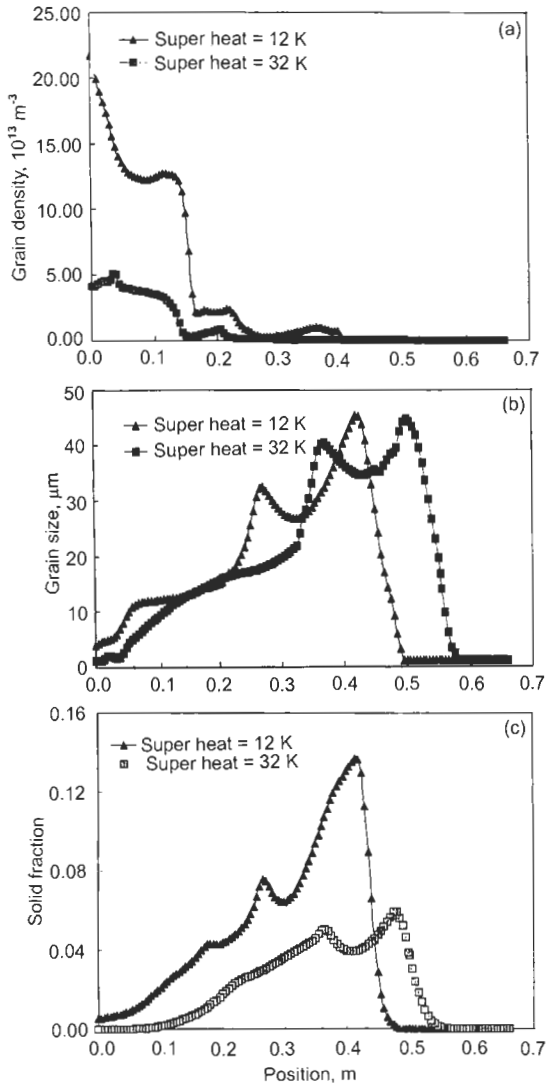 (a)
Super heat = 12 K
Super heat = 32 K
Grain density, 10¹³ m⁻³
25.00
20.00
15.00
10.00
5.00
0.00
0.0 0.1 0.2 0.3 0.4 0.5 0.6 0.7
(b)
Super heat = 12 K
Super heat = 32 K
Grain size, μm
50
40
30
20
10
0
0.0 0.1 0.2 0.3 0.4 0.5 0.6 0.7
(c)
Super heat = 12 K
Super heat = 32 K
Solid fraction
0.16
0.12
0.08
0.04
0.00
0.0 0.1 0.2 0.3 0.4 0.5 0.6 0.7
Position, m